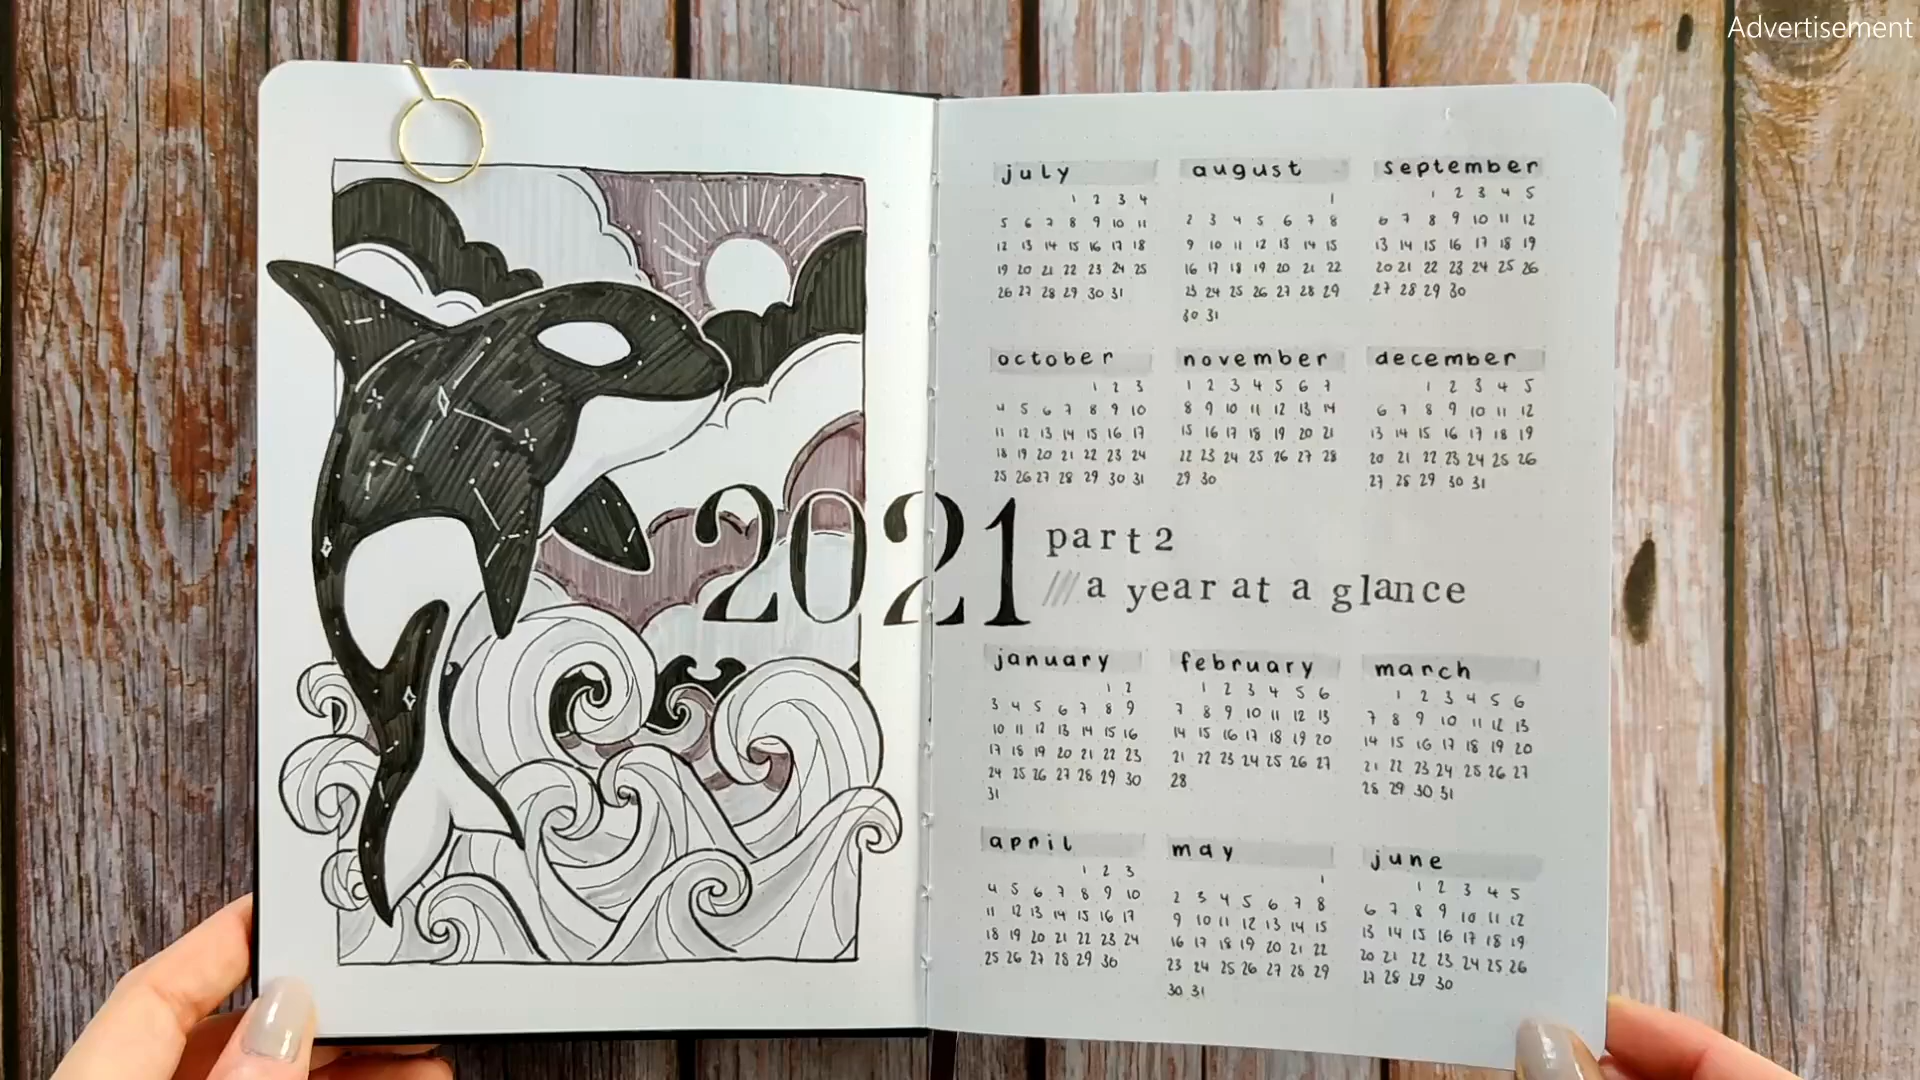 Advertisement
july
1 2 3 4
5 6 7 8 9 10 11
12 13 14 15 16 17 18
19 20 21 22 23 24 25
26 27 28 29 30 31
august
1
2 3 4 5 6 7 8
9 10 11 12 13 14 15
16 17 18 19 20 21 22
23 24 25 26 27 28 29
30 31
september
1 2 3 4 5
6 7 8 9 10 11 12
13 14 15 16 17 18 19
20 21 22 23 24 25 26
27 28 29 30
october
1 2 3
4 5 6 7 8 9 10
11 12 13 14 15 16 17
18 19 20 21 22 23 24
25 26 27 28 29 30 31
november
1 2 3 4 5 6 7
8 9 10 11 12 13 14
15 16 17 18 19 20 21
22 23 24 25 26 27 28
29 30
december
1 2 3 4 5
6 7 8 9 10 11 12
13 14 15 16 17 18 19
20 21 22 23 24 25 26
27 28 29 30 31
2021
part 2
/// a year at a glance
january
1 2
3 4 5 6 7 8 9
10 11 12 13 14 15 16
17 18 19 20 21 22 23
24 25 26 27 28 29 30
31
february
1 2 3 4 5 6
7 8 9 10 11 12 13
14 15 16 17 18 19 20
21 22 23 24 25 26 27
28
march
1 2 3 4 5 6
7 8 9 10 11 12 13
14 15 16 17 18 19 20
21 22 23 24 25 26 27
28 29 30 31
april
1 2 3
4 5 6 7 8 9 10
11 12 13 14 15 16 17
18 19 20 21 22 23 24
25 26 27 28 29 30
may
1
2 3 4 5 6 7 8
9 10 11 12 13 14 15
16 17 18 19 20 21 22
23 24 25 26 27 28 29
30 31
june
1 2 3 4 5
6 7 8 9 10 11 12
13 14 15 16 17 18 19
20 21 22 23 24 25 26
27 28 29 30